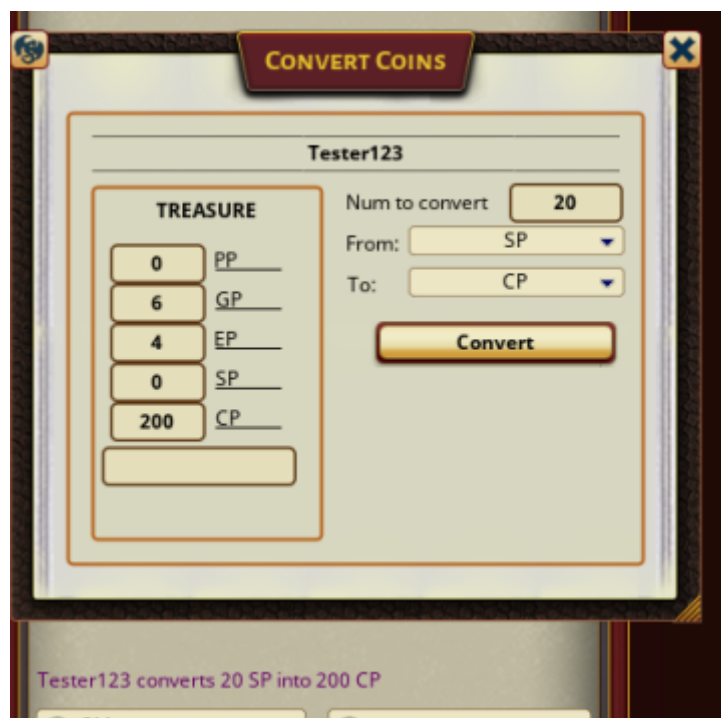 CONVERT COINS
Tester123
TREASURE
0 PP
6 GP
4 EP
0 SP
200 CP
Num to convert 20
From: SP
To: CP
Convert
Tester123 converts 20 SP into 200 CP